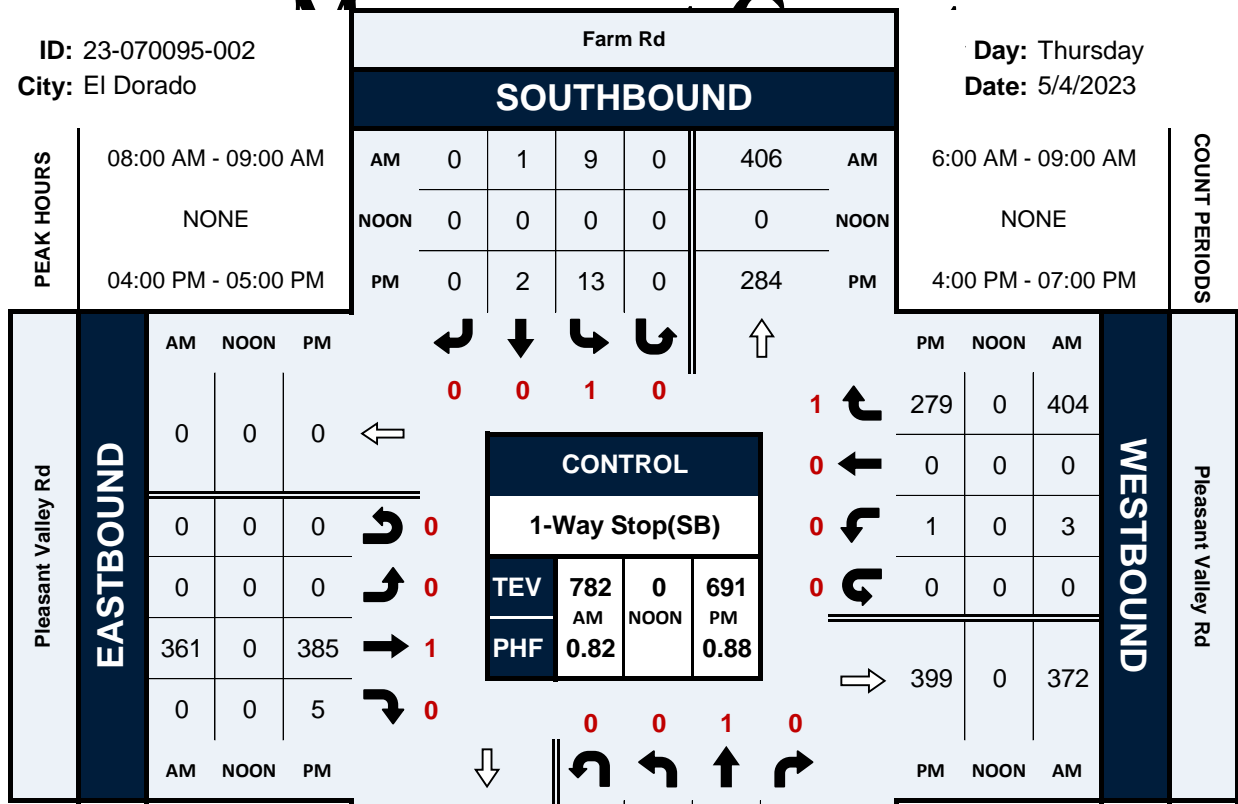 ID: 23-070095-002
City: El Dorado
Farm Rd
SOUTHBOUND
Day: Thursday
Date: 5/4/2023
PEAK HOURS
08:00 AM - 09:00 AM
NONE
04:00 PM - 05:00 PM
AM 0 1 9 0 406 AM
NOON 0 0 0 0 0 NOON
PM 0 2 13 0 284 PM
6:00 AM - 09:00 AM
NONE
4:00 PM - 07:00 PM
COUNT PERIODS
0 0 1 0
Pleasant Valley Rd
EASTBOUND
AM NOON PM
0 0 0
0 0 0 0
0 0 0 0
361 0 385 1
0 0 5 0
AM NOON PM
CONTROL
1-Way Stop(SB)
TEV 782 0 691
AM NOON PM
PHF 0.82 0.88
PM NOON AM
1 279 0 404
0 0 0 0
0 1 0 3
0 0 0 0
399 0 372
PM NOON AM
WESTBOUND
Pleasant Valley Rd
0 0 1 0